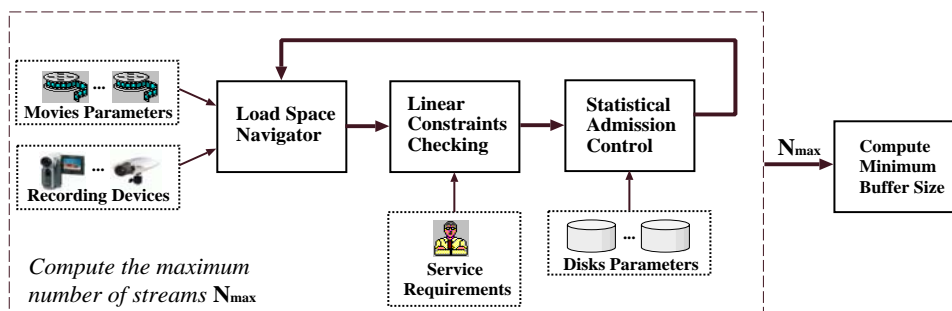 ...
Movies Parameters
...
Recording Devices
Load Space
Navigator
Linear
Constraints
Checking
Statistical
Admission
Control
Service
Requirements
...
Disks Parameters
Compute the maximum
number of streams Nmax
Nmax
Compute
Minimum
Buffer Size